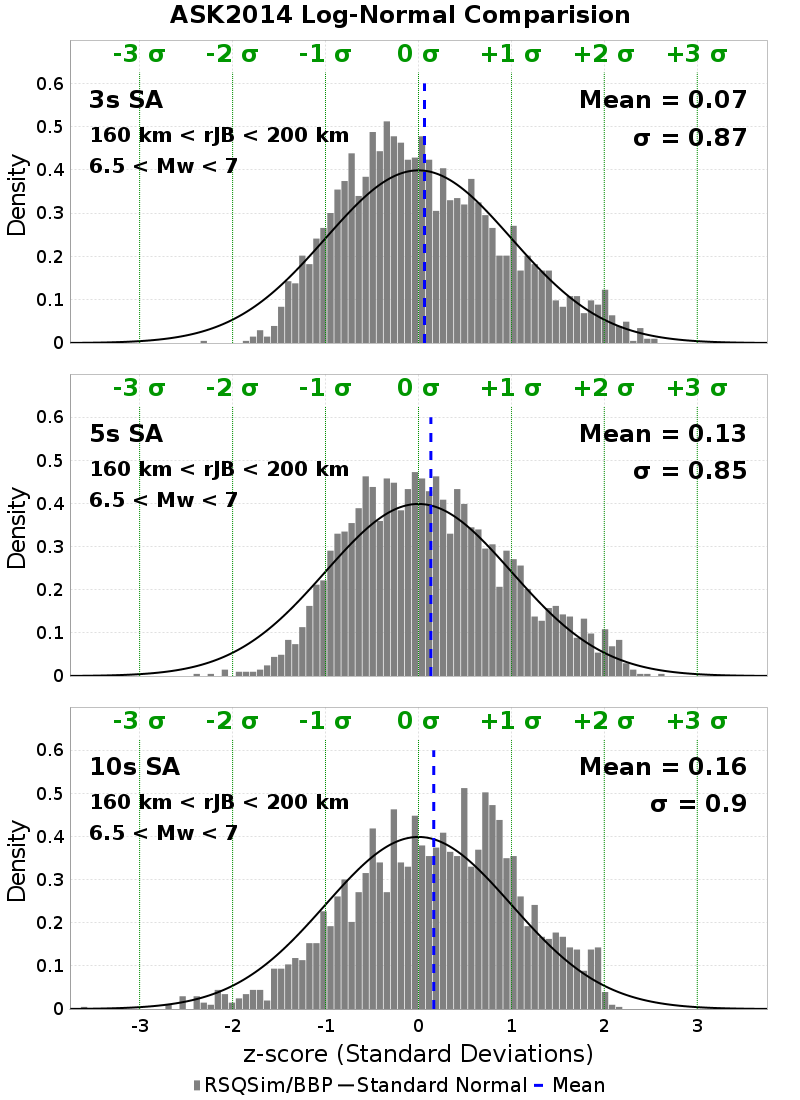 ASK2014 Log-Normal Comparision
-3 σ -2 σ -1 σ 0 σ +1 σ +2 σ +3 σ
0.6
3s SA Mean = 0.07
0.5
160 km < rJB < 200 km σ = 0.87
6.5 < Mw < 7
0.4
0.3
0.2
0.1
0
Density
-3 σ -2 σ -1 σ 0 σ +1 σ +2 σ +3 σ
0.6
5s SA Mean = 0.13
0.5
160 km < rJB < 200 km σ = 0.85
6.5 < Mw < 7
0.4
0.3
0.2
0.1
0
Density
-3 σ -2 σ -1 σ 0 σ +1 σ +2 σ +3 σ
0.6
10s SA Mean = 0.16
0.5
160 km < rJB < 200 km σ = 0.9
6.5 < Mw < 7
0.4
0.3
0.2
0.1
0
Density
-3 -2 -1 0 1 2 3
z-score (Standard Deviations)
RSQSim/BBP Standard Normal Mean